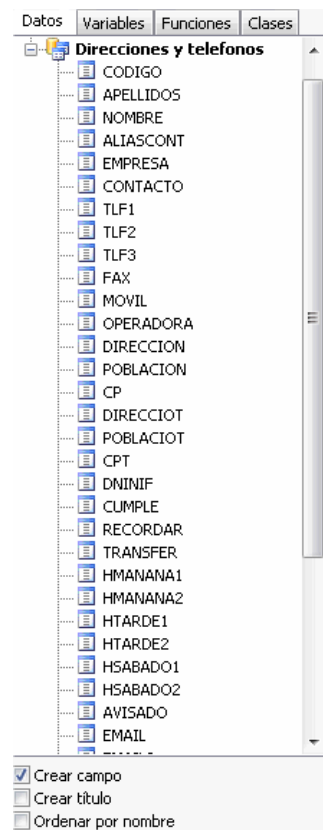 Datos Variables Funciones Clases
Direcciones y telefonos
CODIGO
APELLIDOS
NOMBRE
ALIASCONT
EMPRESA
CONTACTO
TLF1
TLF2
TLF3
FAX
MOVIL
OPERADORA
DIRECCION
POBLACION
CP
DIRECCIOT
POBLACIOT
CPT
DNINIF
CUMPLE
RECORDAR
TRANSFER
HMANANA1
HMANANA2
HTARDE1
HTARDE2
HSABADO1
HSABADO2
AVISADO
EMAIL
Crear campo
Crear título
Ordenar por nombre